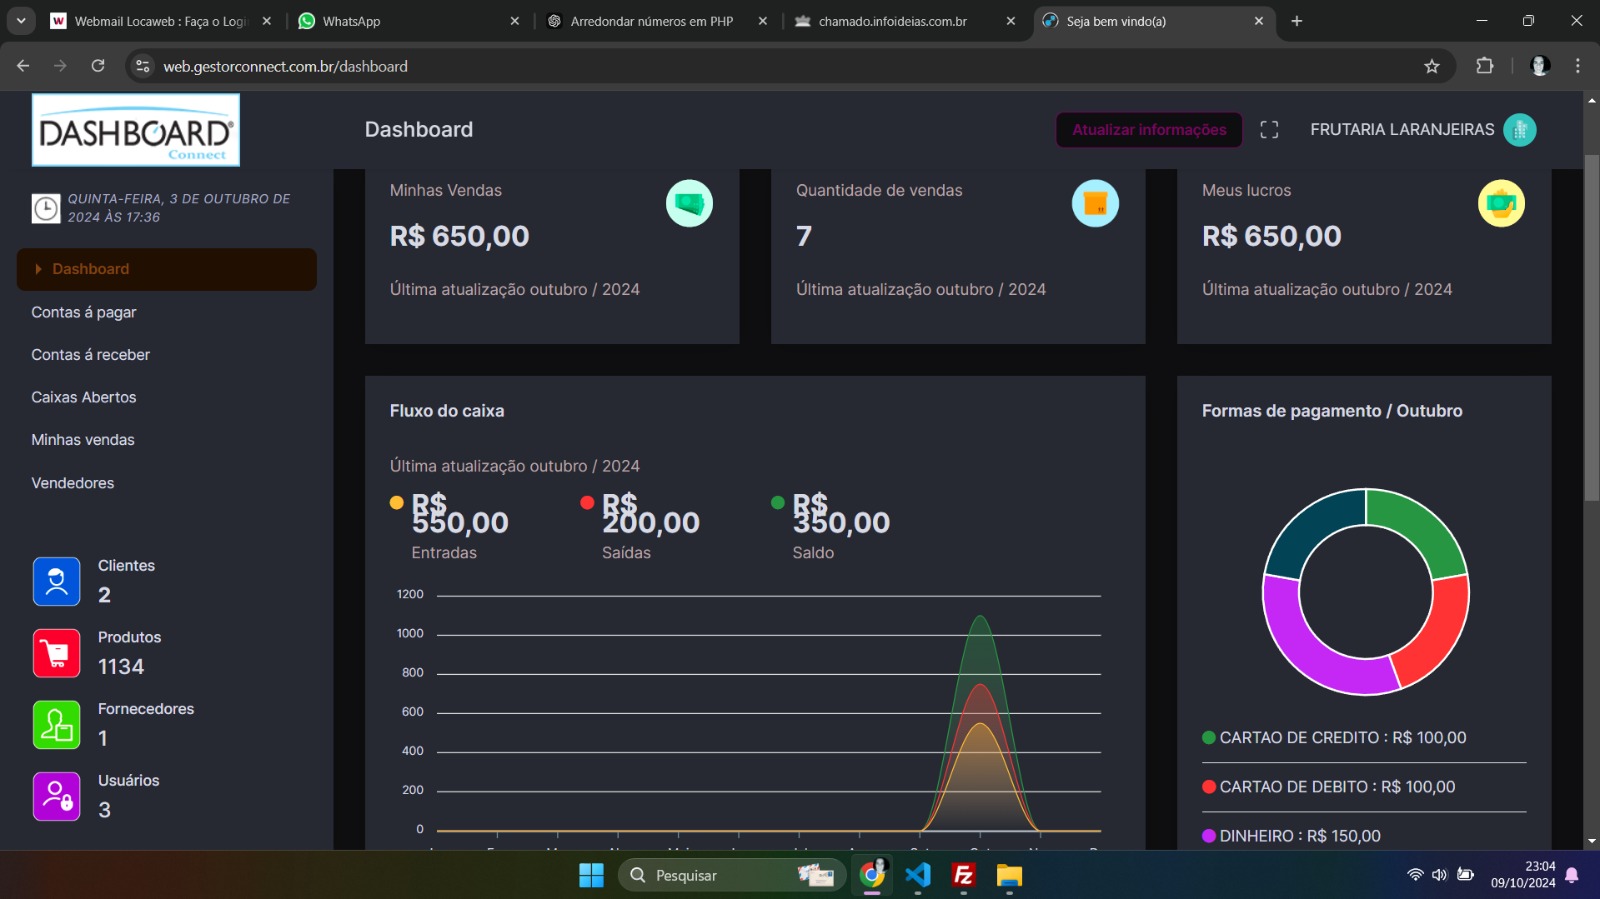 Webmail Locaweb : Faça o Logi
WhatsApp
Arredondar números em PHP
chamado.infoideias.com.br
Seja bem vindo(a)
web.gestorconnect.com.br/dashboard
DASHBOARD®
Connect
Dashboard
Atualizar informações
FRUTARIA LARANJEIRAS
QUINTA-FEIRA, 3 DE OUTUBRO DE
2024 ÀS 17:36
Dashboard
Contas á pagar
Contas á receber
Caixas Abertos
Minhas vendas
Vendedores
Clientes
2
Produtos
1134
Fornecedores
1
Usuários
3
Minhas Vendas
R$ 650,00
Última atualização outubro / 2024
Quantidade de vendas
7
Última atualização outubro / 2024
Meus lucros
R$ 650,00
Última atualização outubro / 2024
Fluxo do caixa
Última atualização outubro / 2024
R$
550,00
Entradas
R$
200,00
Saídas
R$
350,00
Saldo
1200
1000
800
600
400
200
0
Formas de pagamento / Outubro
CARTAO DE CREDITO : R$ 100,00
CARTAO DE DEBITO : R$ 100,00
DINHEIRO : R$ 150,00
Pesquisar
23:04
09/10/2024